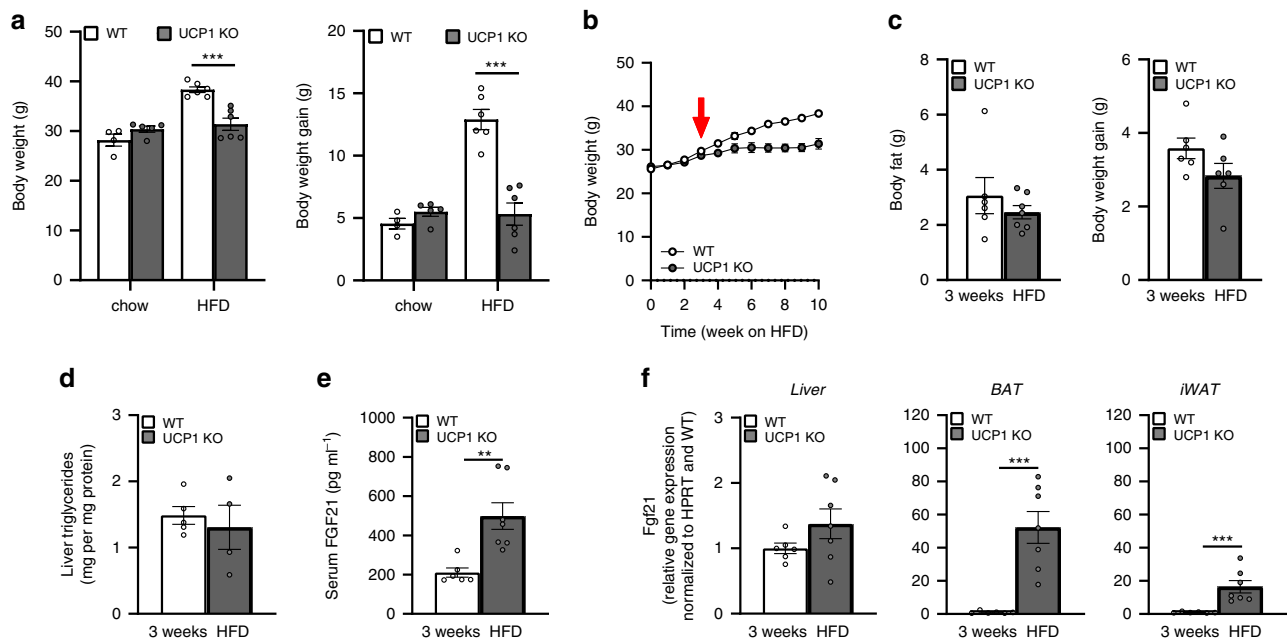 a
WT
UCP1 KO
***
Body weight (g)
50
40
30
20
10
0
chow
HFD
WT
UCP1 KO
***
Body weight gain (g)
20
15
10
5
0
chow
HFD
b
Body weight (g)
50
40
30
20
10
0
WT
UCP1 KO
0
2
4
6
8
10
Time (week on HFD)
c
WT
UCP1 KO
Body fat (g)
8
6
4
2
0
3 weeks HFD
WT
UCP1 KO
Body weight gain (g)
6
4
2
0
3 weeks HFD
d
WT
UCP1 KO
Liver triglycerides
(mg per mg protein)
3
2
1
0
3 weeks HFD
e
WT
UCP1 KO
**
Serum FGF21 (pg ml⁻¹)
1000
800
600
400
200
0
3 weeks HFD
f
Liver
WT
UCP1 KO
Fgf21
(relative gene expression
normalized to HPRT and WT)
3
2
1
0
3 weeks HFD
BAT
WT
UCP1 KO
***
120
100
80
60
40
20
0
3 weeks HFD
iWAT
WT
UCP1 KO
***
120
100
80
60
40
20
0
3 weeks HFD